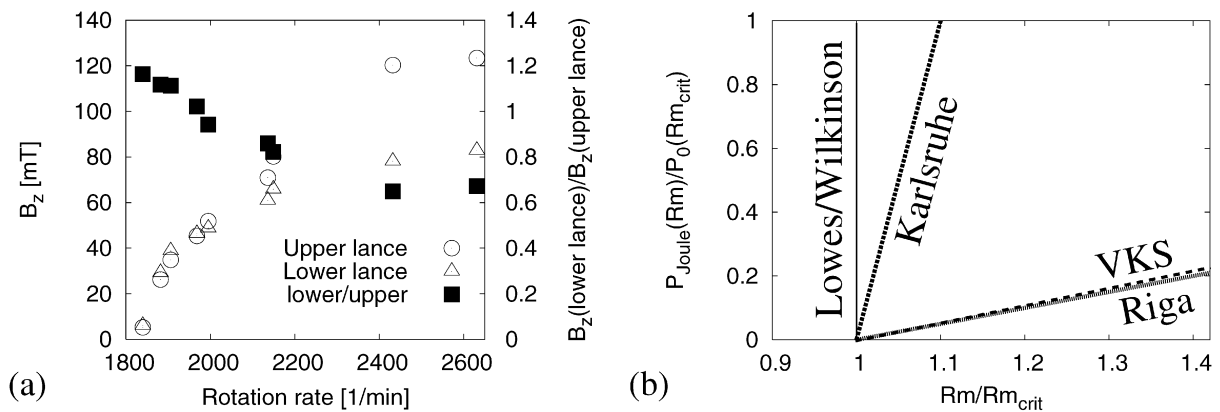 140
120
100
80
60
40
20
0
B_z [mT]
1.4
1.2
1
0.8
0.6
0.4
0.2
0
B_z(lower lance)/B_z(upper lance)
Upper lance
Lower lance
lower/upper
1800 2000 2200 2400 2600
Rotation rate [1/min]
(a)
1
0.8
0.6
0.4
0.2
0
P_Joule(Rm)/P_0(Rm_crit)
Lowes/Wilkinson
Karlsruhe
VKS
Riga
0.9 1 1.1 1.2 1.3 1.4
Rm/Rm_crit
(b)